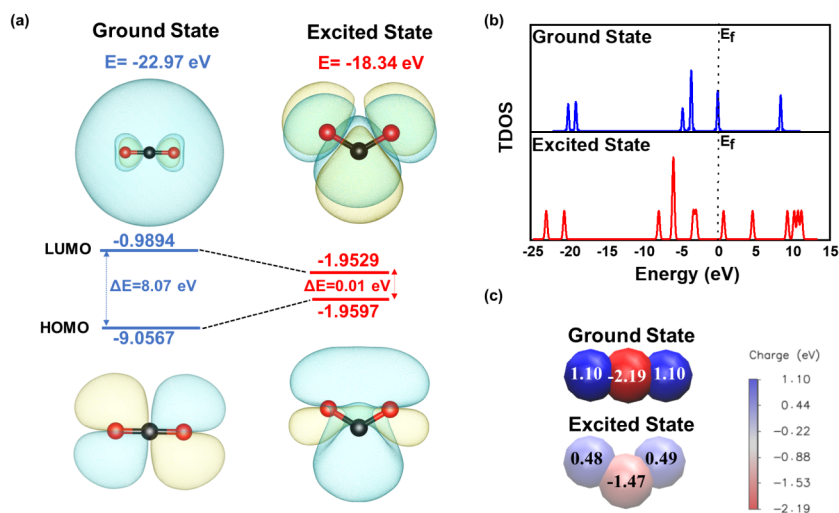 (a)
Ground State
Excited State
E= -22.97 eV
E= -18.34 eV
LUMO
-0.9894
-1.9529
ΔE=8.07 eV
ΔE=0.01 eV
HOMO
-9.0567
-1.9597
(b)
Ground State
Ef
Excited State
Ef
TDOS
-25 -20 -15 -10 -5 0 5 10 15
Energy (eV)
(c)
Ground State
1.10 -2.19 1.10
Excited State
0.48 -1.47 0.49
Charge (eV)
1.10
0.44
-0.22
-0.88
-1.53
-2.19